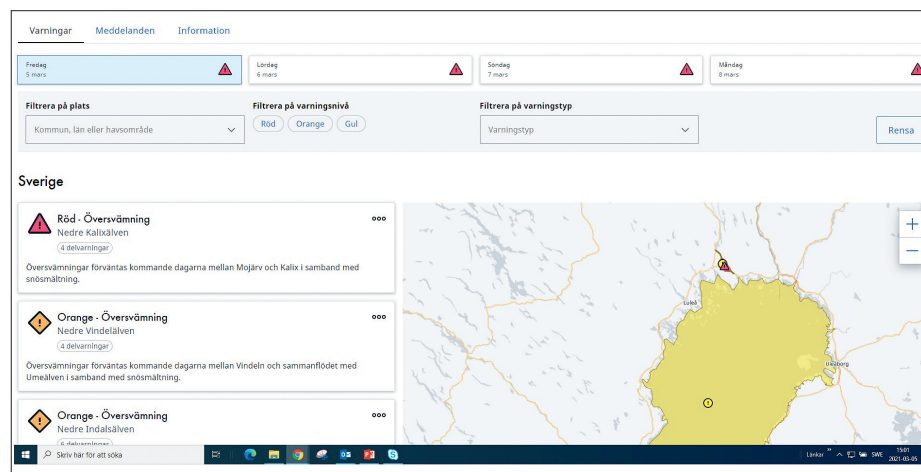 Varningar Meddelanden Information
Fredag Lördag Söndag Måndag
5 mars 6 mars 7 mars 8 mars
Filtrera på plats Filtrera på varningsnivå Filtrera på varningstyp
Kommun, län eller havsområde Röd Orange Gul Varningstyp Rensa
Sverige
Röd - Översvämning
Nedre Kalixälven
4 delvarningar
Översvämningar förväntas kommande dagarna mellan Mojärv och Kalix i samband med
snösmältning.
Orange - Översvämning
Nedre Vindelälven
4 delvarningar
Översvämningar förväntas kommande dagarna mellan Vindeln och sammanflödet med
Umeälven i samband med snösmältning.
Orange - Översvämning
Nedre Indalsälven
6 delvarningar
Luleå
Uleåborg
Skriv här för att söka
Länkar SWE 15:01
2021-03-05